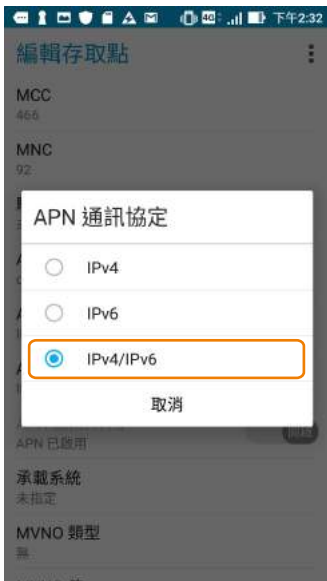 4G 下午2:32
編輯存取點
MCC
466
MNC
92
APN 通訊協定
IPv4
IPv6
IPv4/IPv6
取消
APN 已啟用
承載系統
未指定
MVNO 類型
無